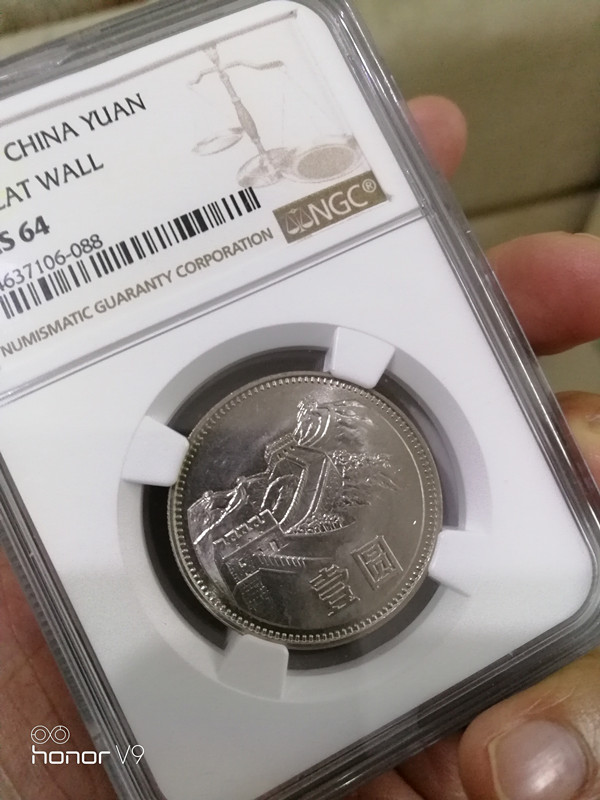 CHINA YUAN
EAT WALL
S 64
4637106-088
NGC®
NUMISMATIC GUARANTY CORPORATION
壹圆
honor V9